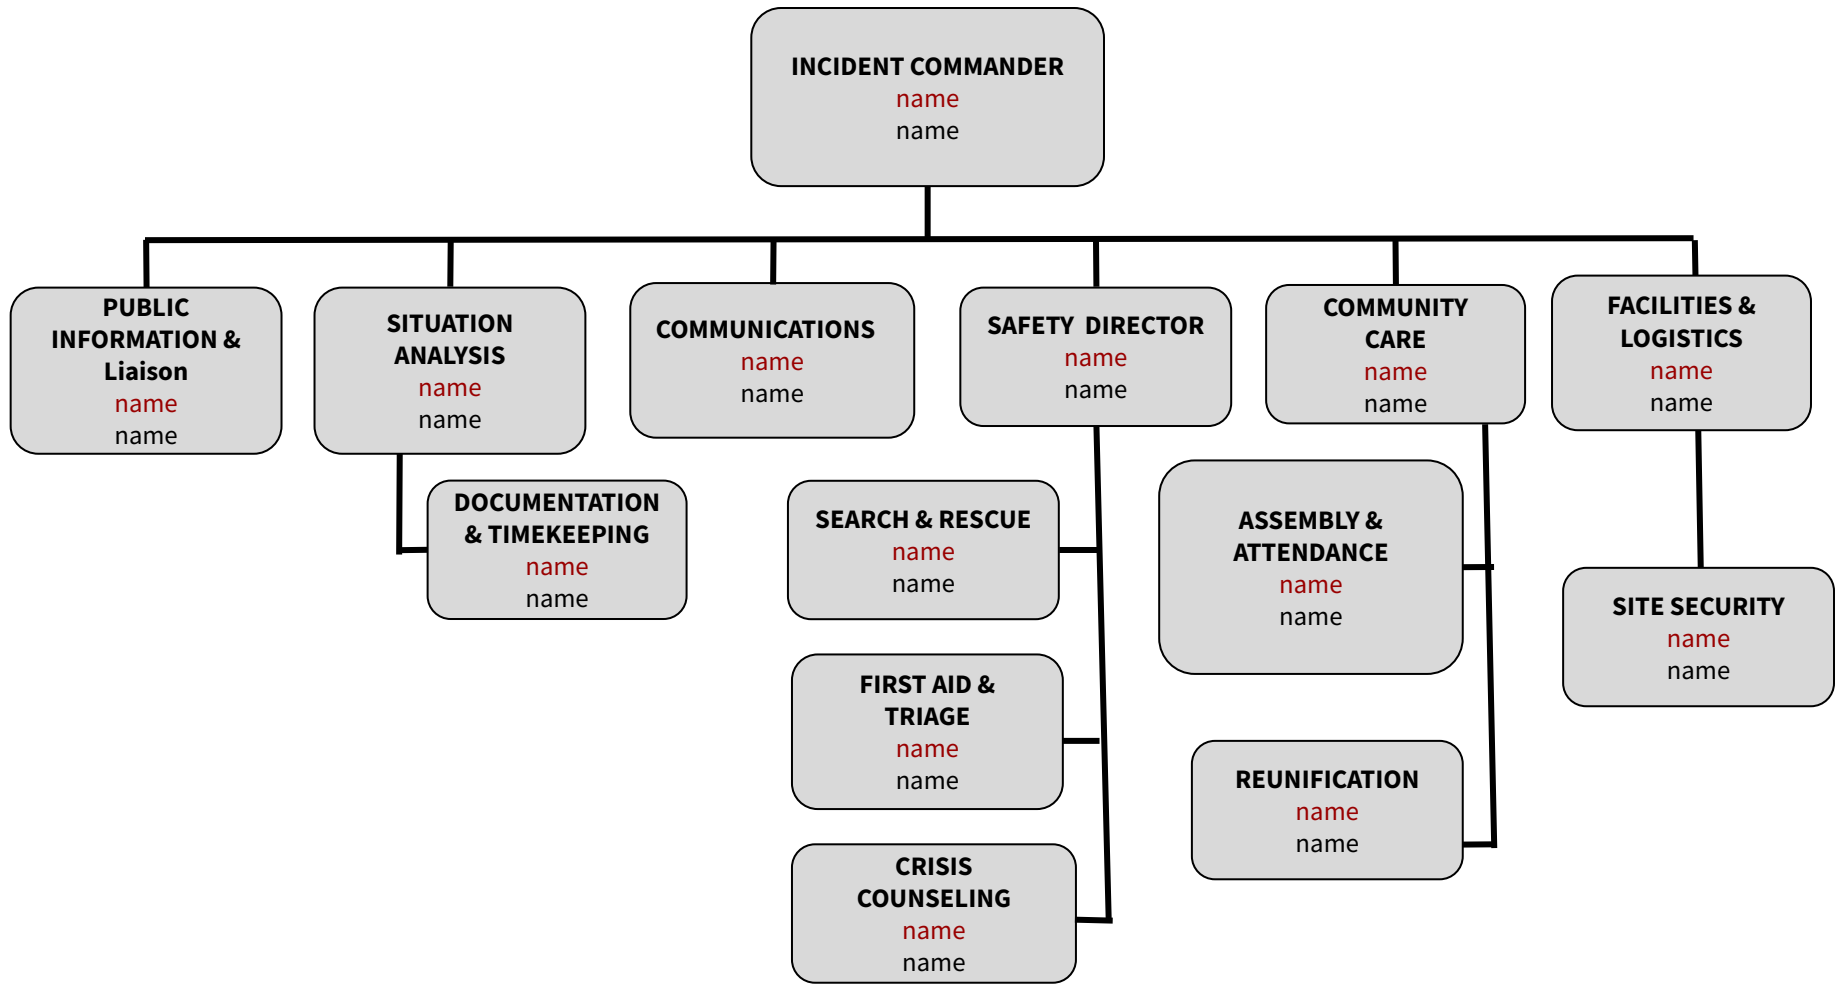 INCIDENT COMMANDER
name
name
PUBLIC
INFORMATION &
Liaison
name
name
SITUATION
ANALYSIS
name
name
COMMUNICATIONS
name
name
SAFETY  DIRECTOR
name
name
COMMUNITY
CARE
name
name
FACILITIES &
LOGISTICS
name
name
DOCUMENTATION
& TIMEKEEPING
name
name
SEARCH & RESCUE
name
name
ASSEMBLY &
ATTENDANCE
name
name
SITE SECURITY
name
name
FIRST AID &
TRIAGE
name
name
REUNIFICATION
name
name
CRISIS
COUNSELING
name
name